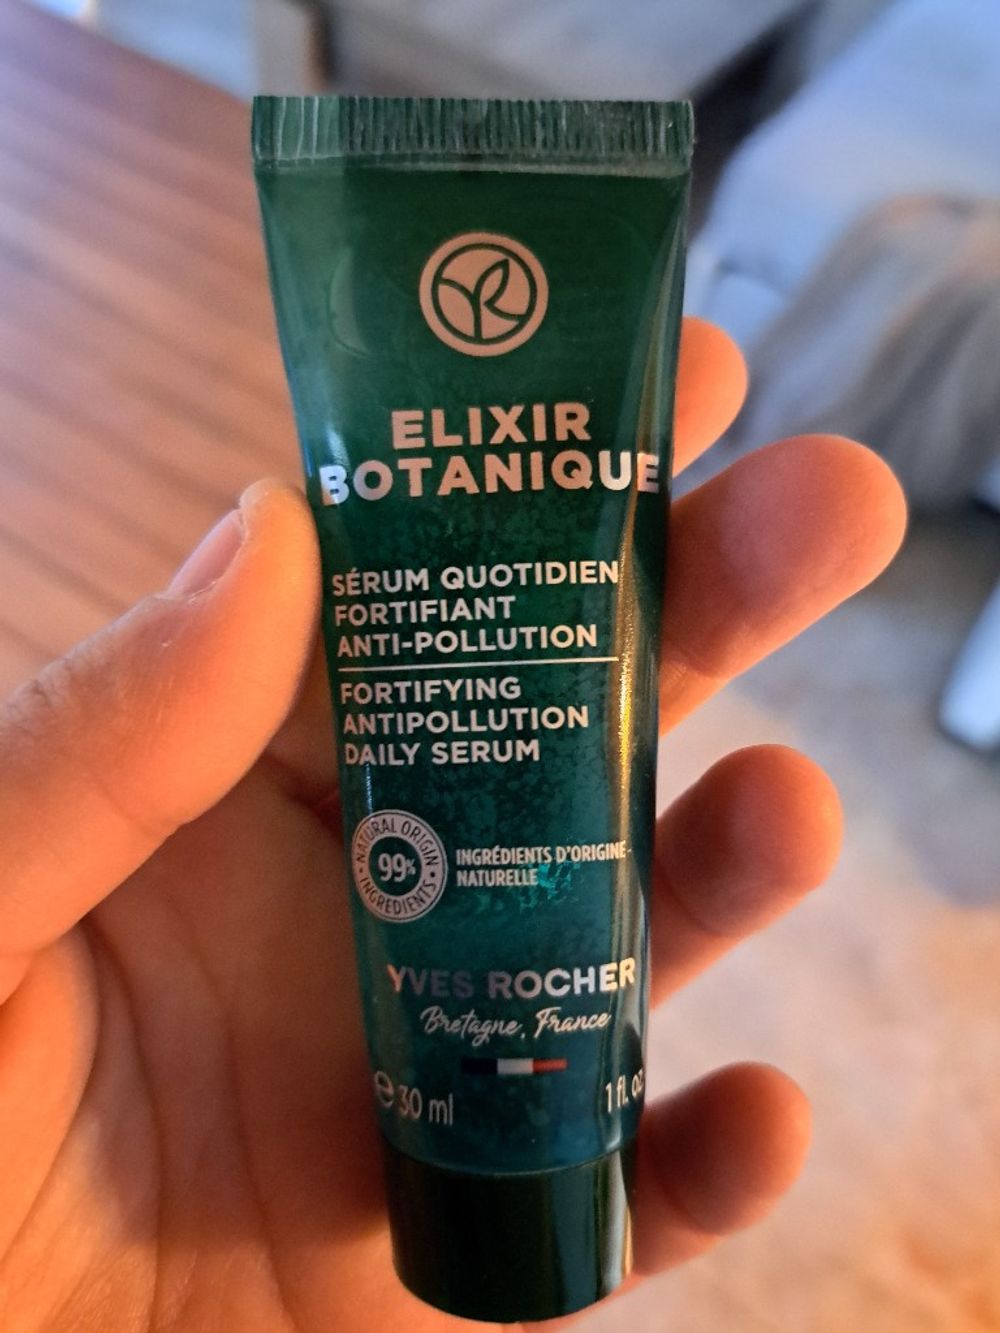 ELIXIR
BOTANIQUE
SÉRUM QUOTIDIEN
FORTIFIANT
ANTI-POLLUTION
FORTIFYING
ANTIPOLLUTION
DAILY SERUM
NATURAL ORIGIN
99%
INGREDIENTS
INGRÉDIENTS D'ORIGINE
NATURELLE
YVES ROCHER
Bretagne, France
℮ 30 ml
1 fl. oz